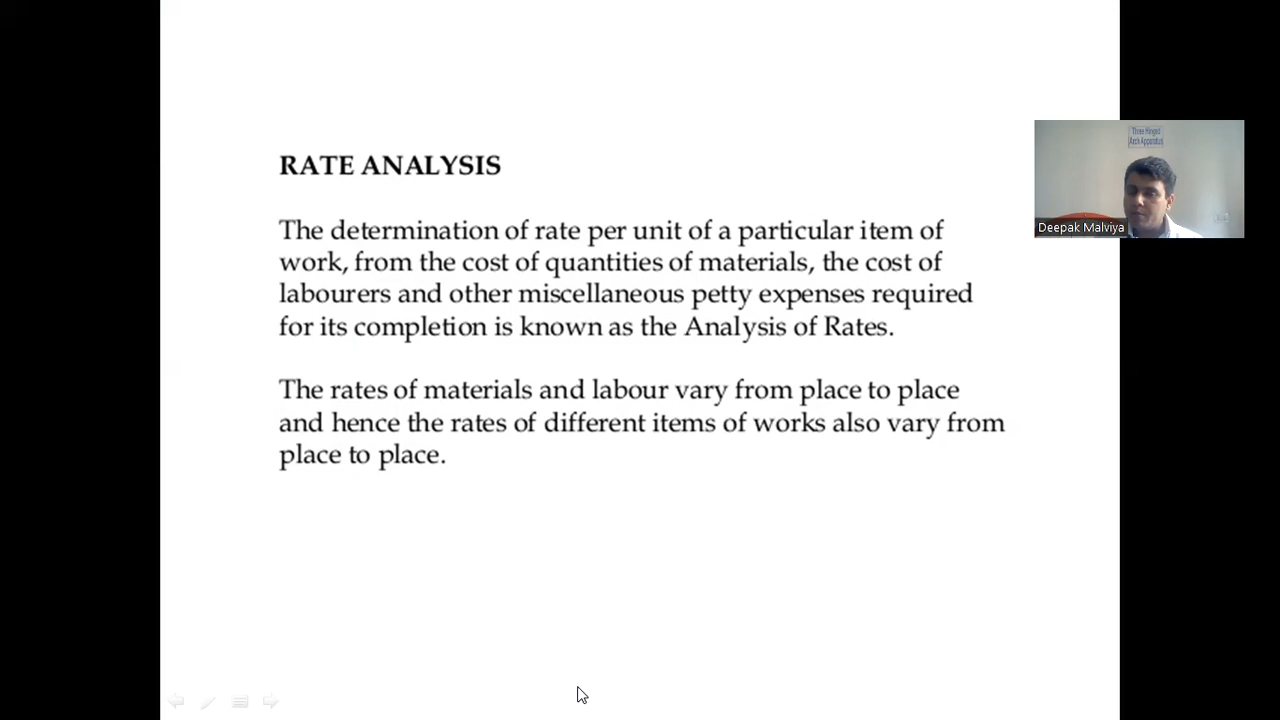 RATE ANALYSIS
The determination of rate per unit of a particular item of
work, from the cost of quantities of materials, the cost of
labourers and other miscellaneous petty expenses required
for its completion is known as the Analysis of Rates.
The rates of materials and labour vary from place to place
and hence the rates of different items of works also vary from
place to place.
Three Hinged
Arck Apparatus
Deepak Malviya